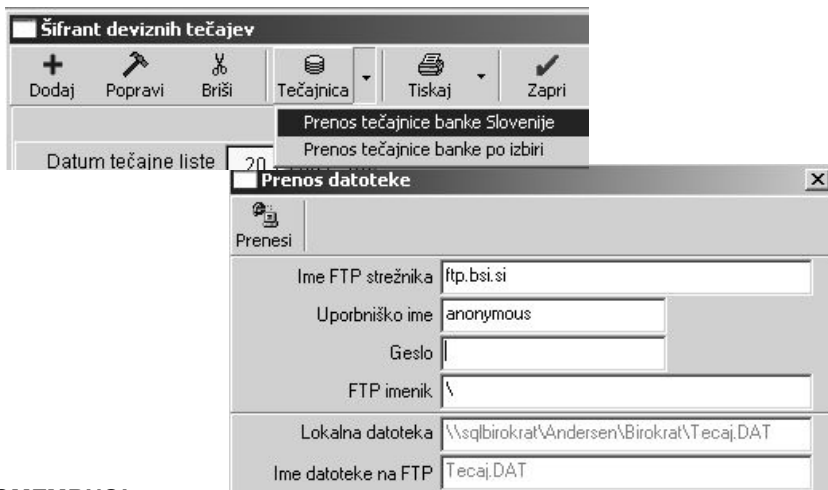 Šifrant deviznih tečajev
Dodaj Popravi Briši Tečajnica Tiskaj Zapri
Prenos tečajnice banke Slovenije
Prenos tečajnice banke po izbiri
Datum tečajne liste 20
Prenos datoteke
Prenesi
Ime FTP strežnika ftp.bsi.si
Uporbniško ime anonymous
Geslo
FTP imenik \
Lokalna datoteka \\sqlbirokrat\Andersen\Birokrat\Tecaj.DAT
Ime datoteke na FTP Tecaj.DAT